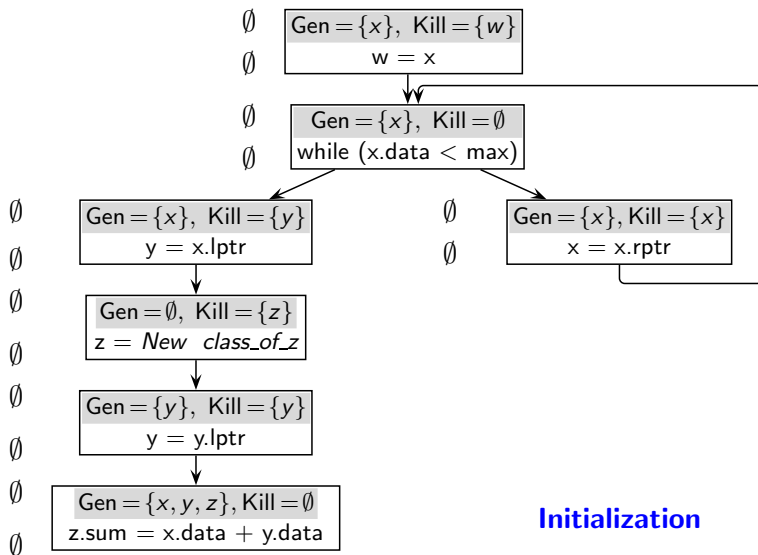 ∅ Gen = {x}, Kill = {w}
∅ w = x
∅ Gen = {x}, Kill = ∅
∅ while (x.data < max)
∅ Gen = {x}, Kill = {y}
∅ y = x.lptr
∅ Gen = {x}, Kill = {x}
∅ x = x.rptr
∅ Gen = ∅, Kill = {z}
∅ z = New class_of_z
∅ Gen = {y}, Kill = {y}
∅ y = y.lptr
∅ Gen = {x, y, z}, Kill = ∅
∅ z.sum = x.data + y.data
Initialization